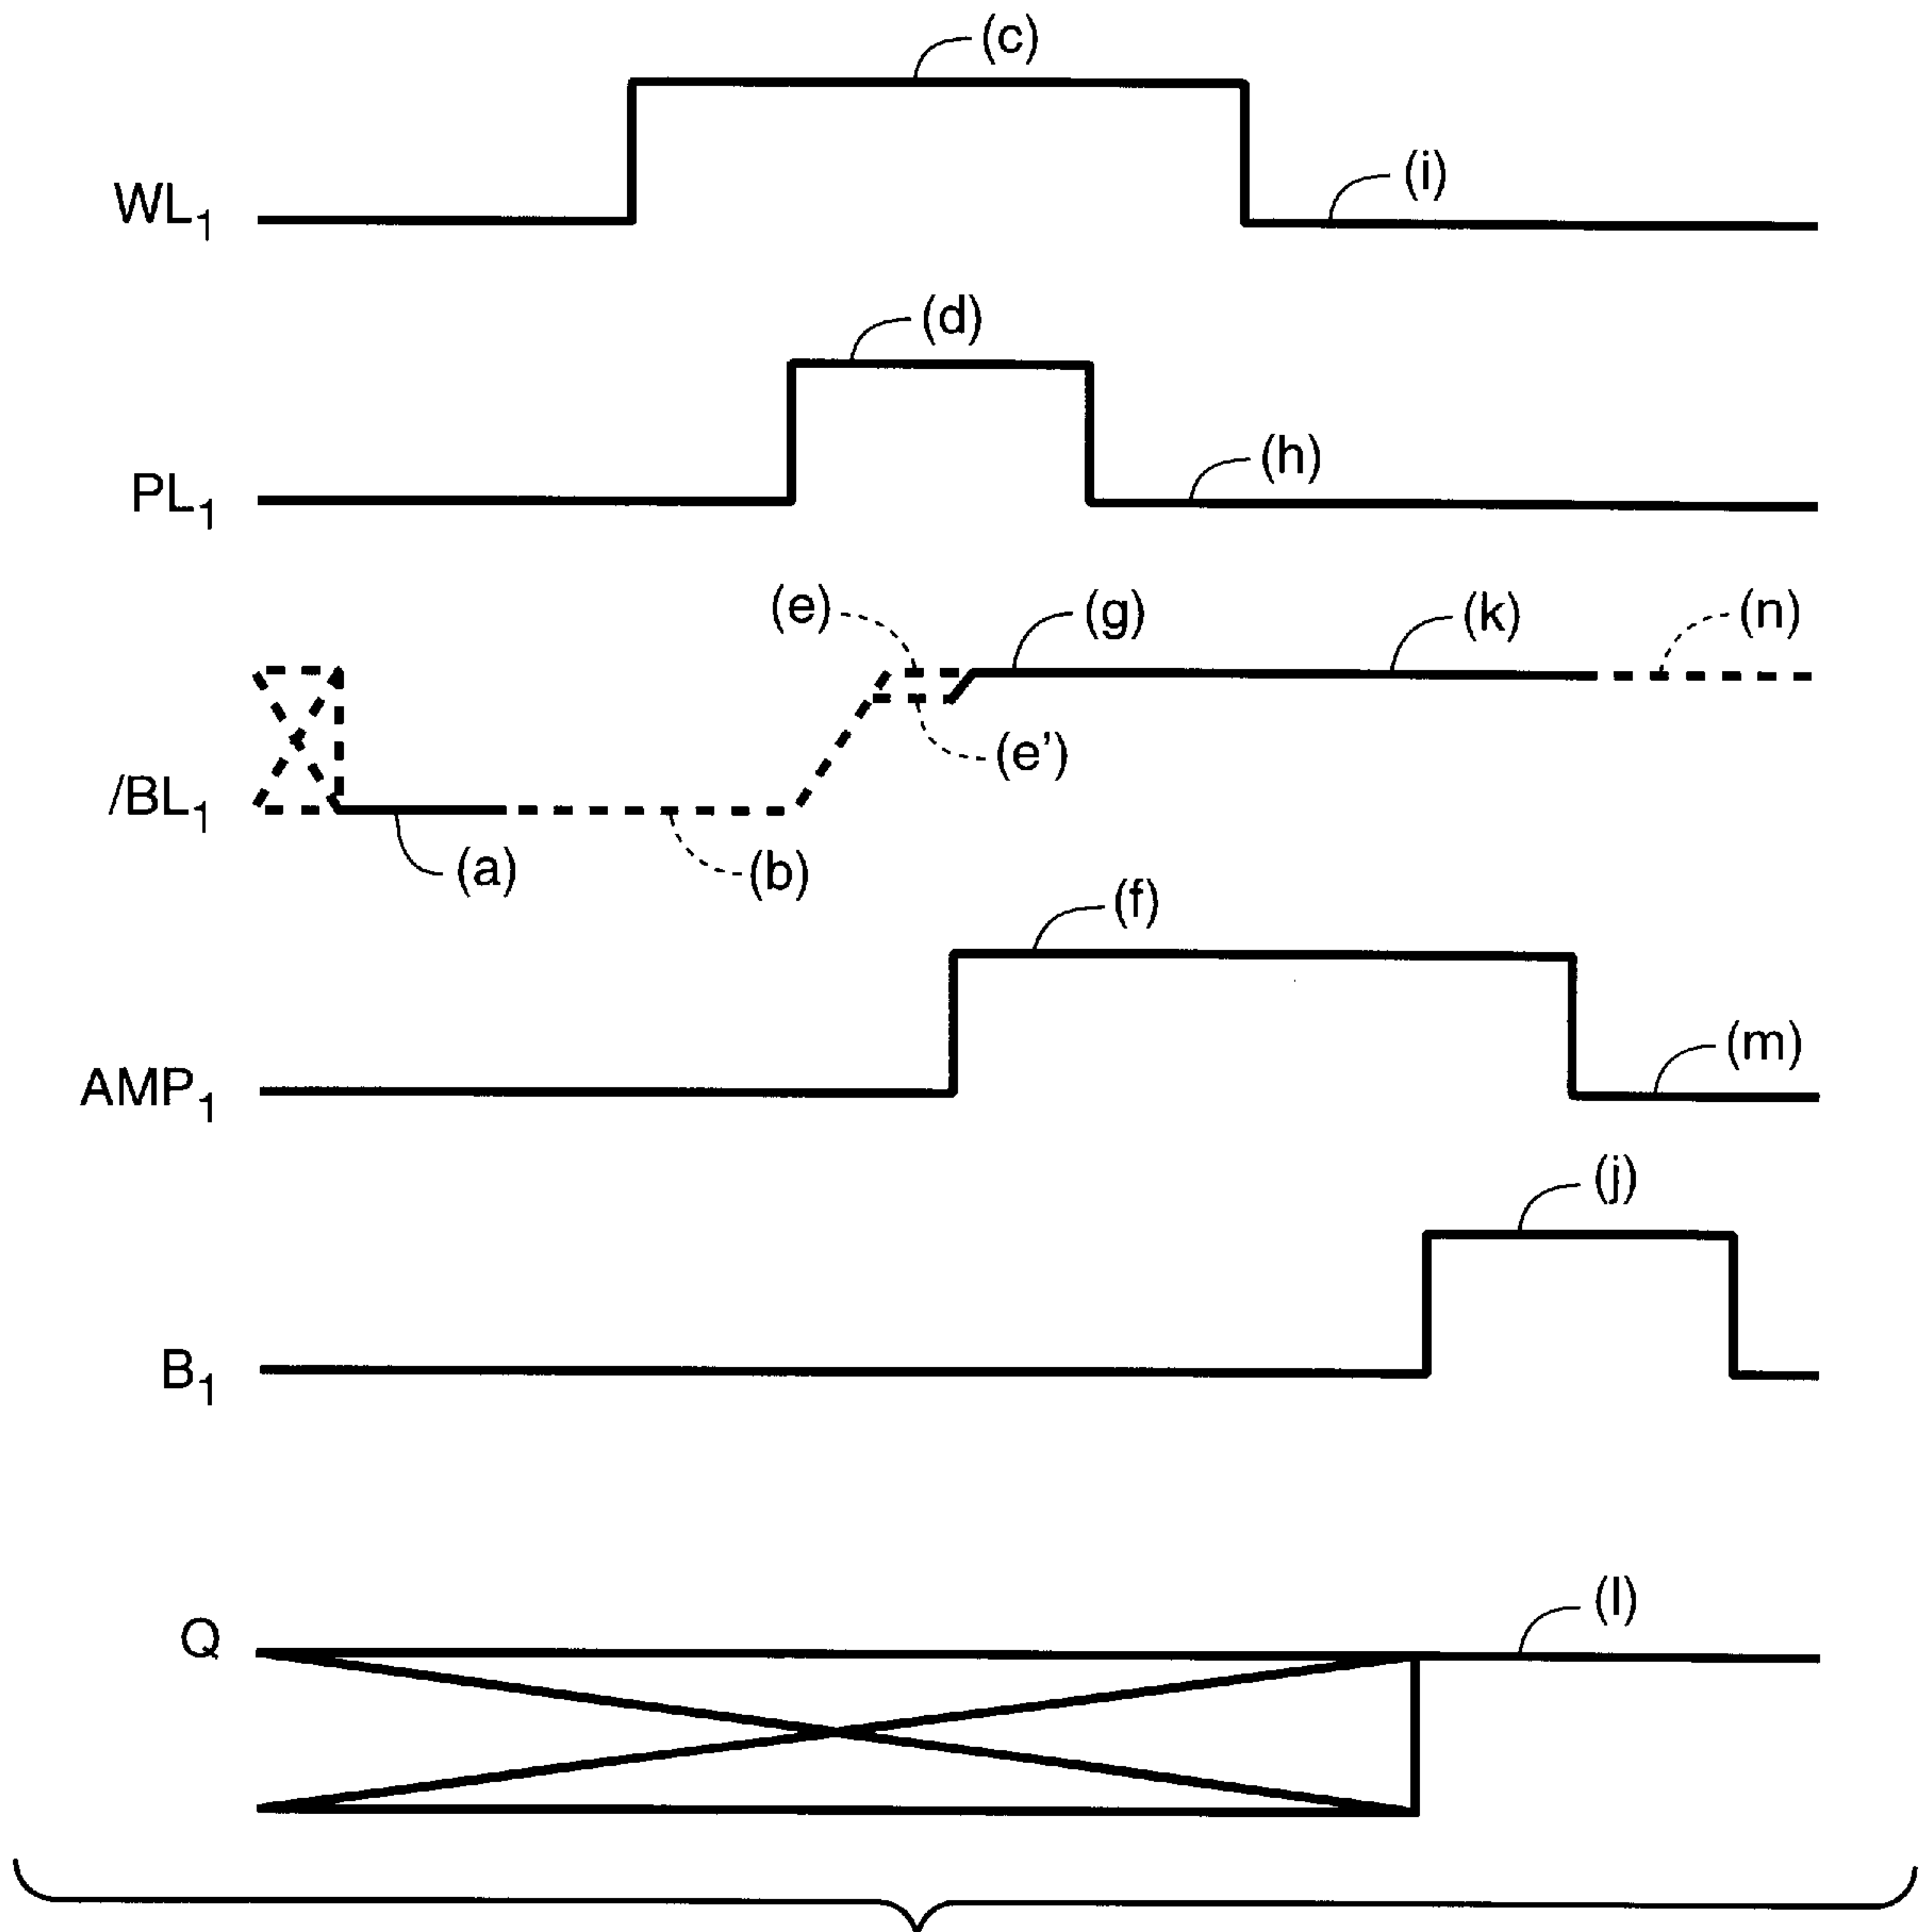 (c)
(i)
WL1
(d)
(h)
PL1
(e)
(g)
(k)
(n)
(e')
/BL1
(a)
(b)
(f)
(m)
AMP1
(j)
B1
(l)
Q